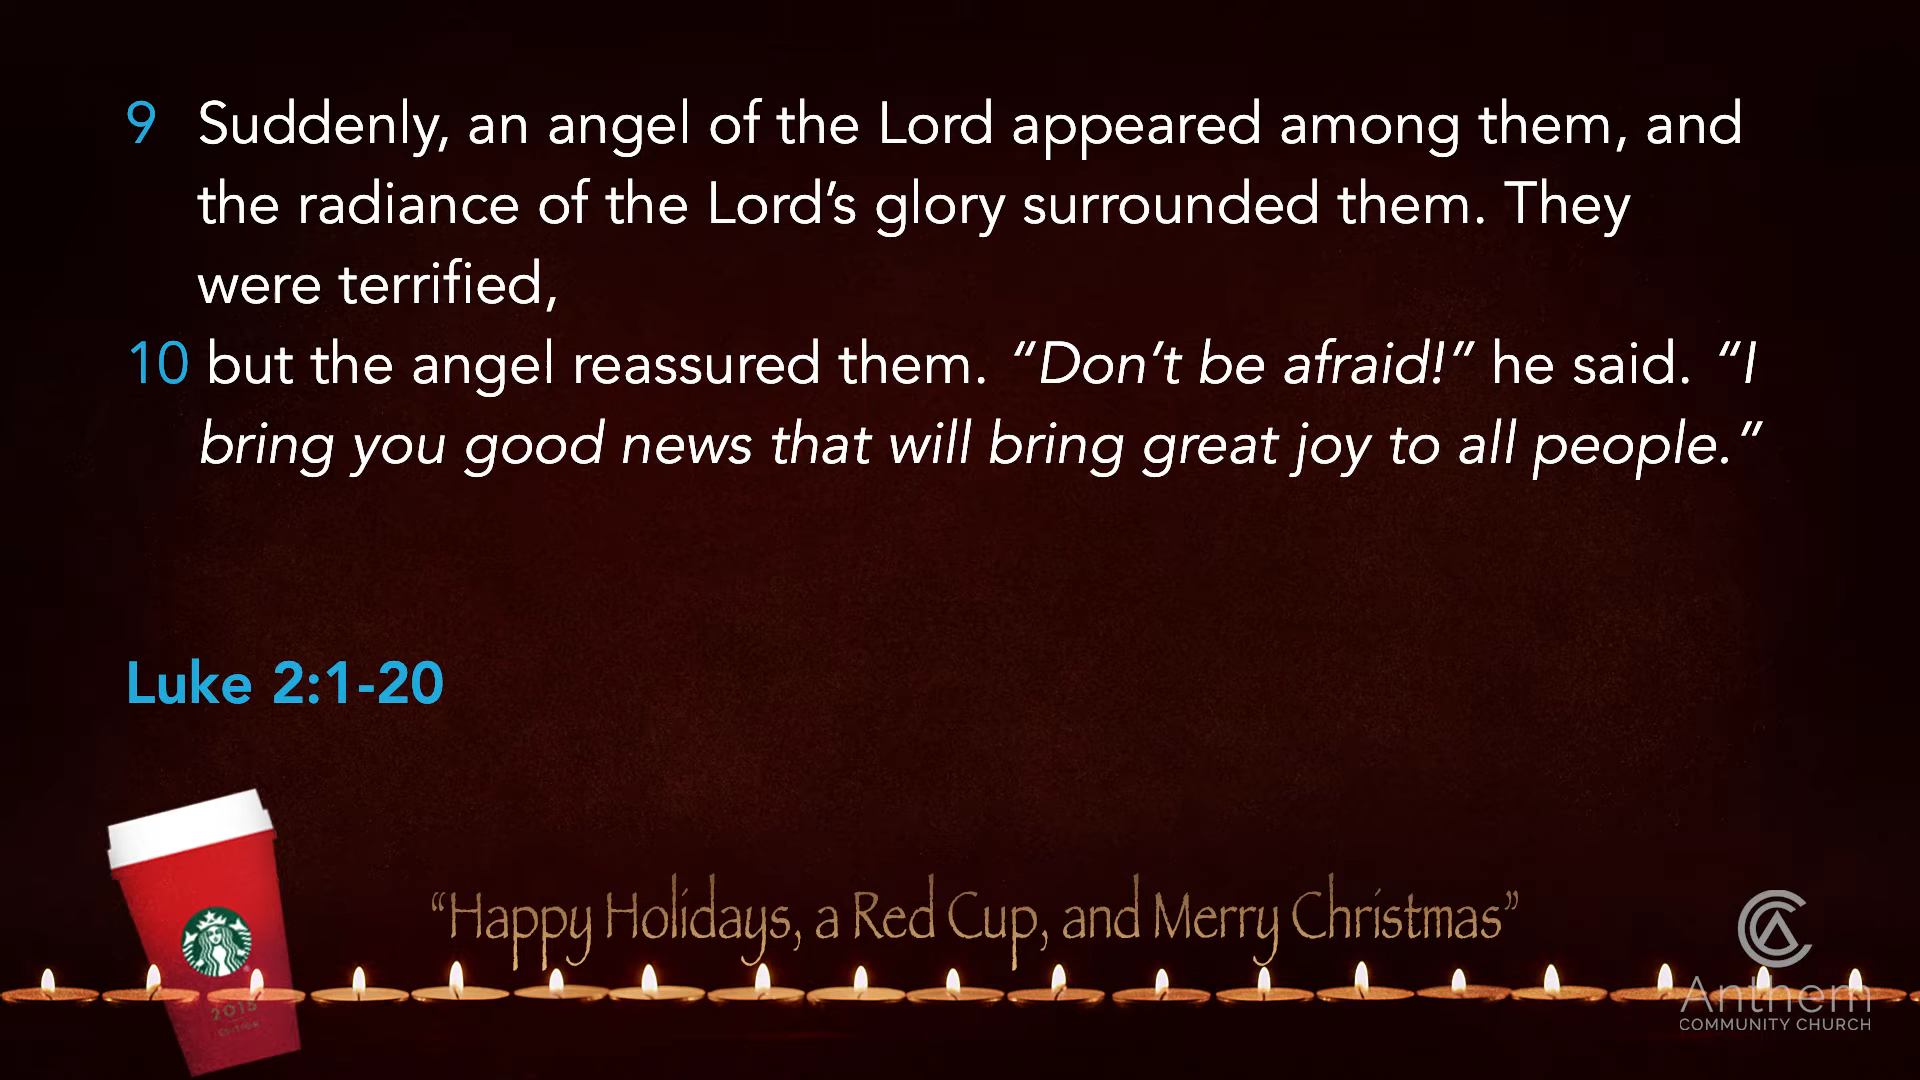 9 Suddenly, an angel of the Lord appeared among them, and
the radiance of the Lord’s glory surrounded them. They
were terrified,
10 but the angel reassured them. “Don’t be afraid!” he said. “I
bring you good news that will bring great joy to all people.”
Luke 2:1-20
“Happy Holidays, a Red Cup, and Merry Christmas”
2015
EDITION
Anthem
COMMUNITY CHURCH